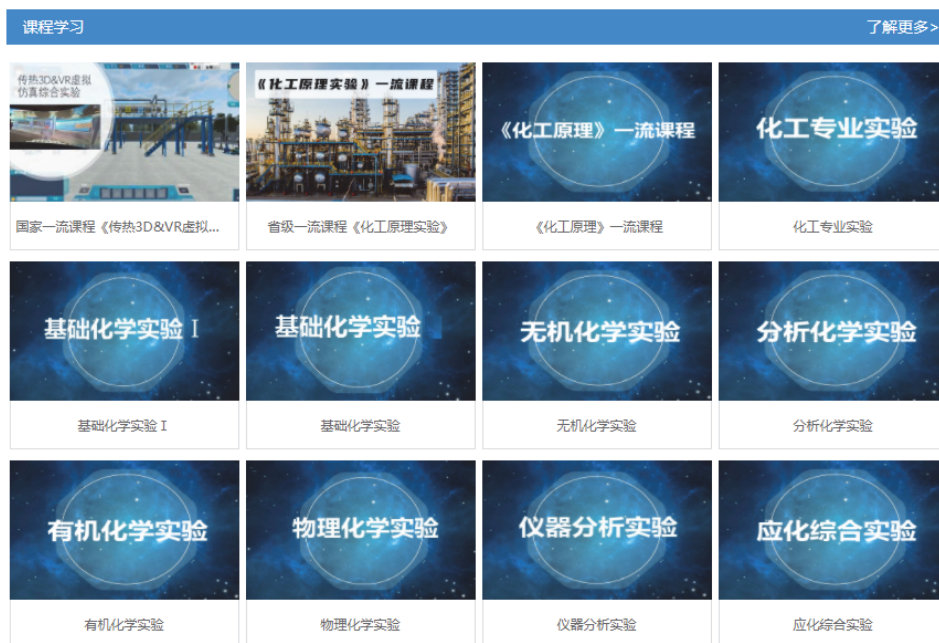 课程学习
了解更多>
传热3D&VR虚拟
仿真综合实验
《化工原理实验》一流课程
《化工原理》一流课程
化工专业实验
国家一流课程《传热3D&VR虚拟...
省级一流课程《化工原理实验》
《化工原理》一流课程
化工专业实验
基础化学实验 I
基础化学实验
无机化学实验
分析化学实验
基础化学实验 I
基础化学实验
无机化学实验
分析化学实验
有机化学实验
物理化学实验
仪器分析实验
应化综合实验
有机化学实验
物理化学实验
仪器分析实验
应化综合实验